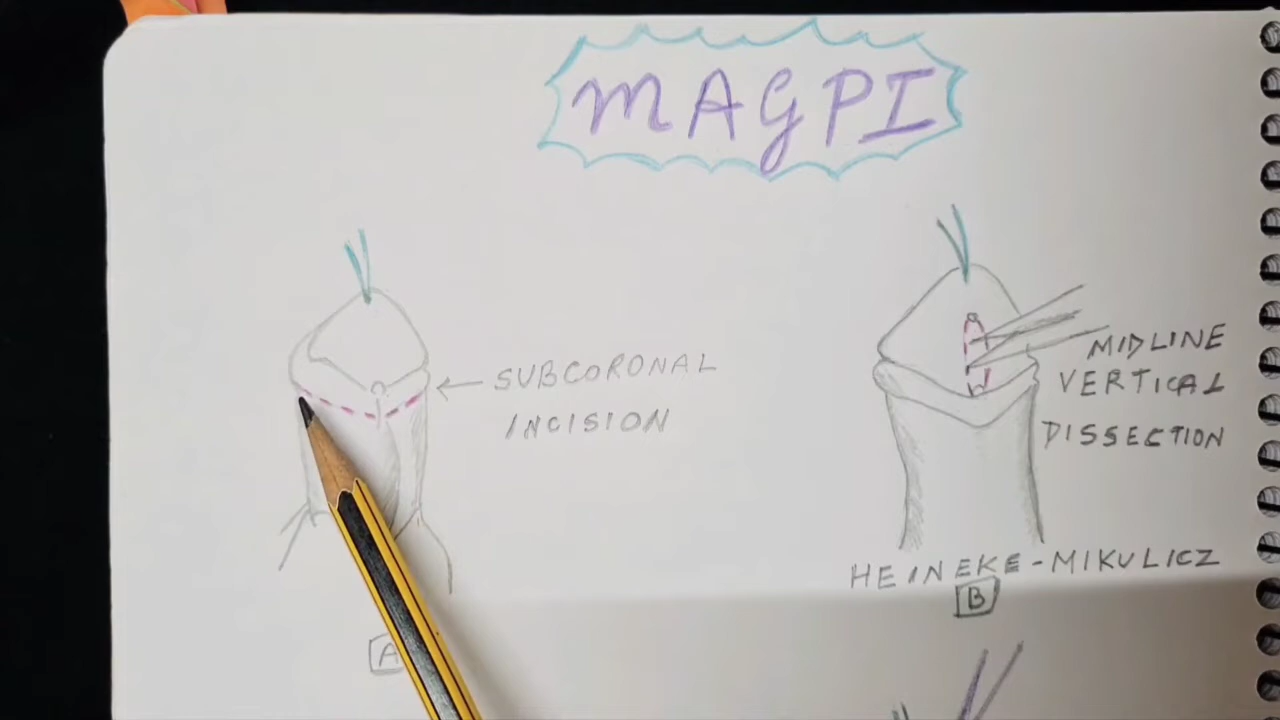 MAGPI
SUBCORONAL
INCISION
MIDLINE
VERTICAL
DISSECTION
HEINEKE-MIKULICZ
A
B